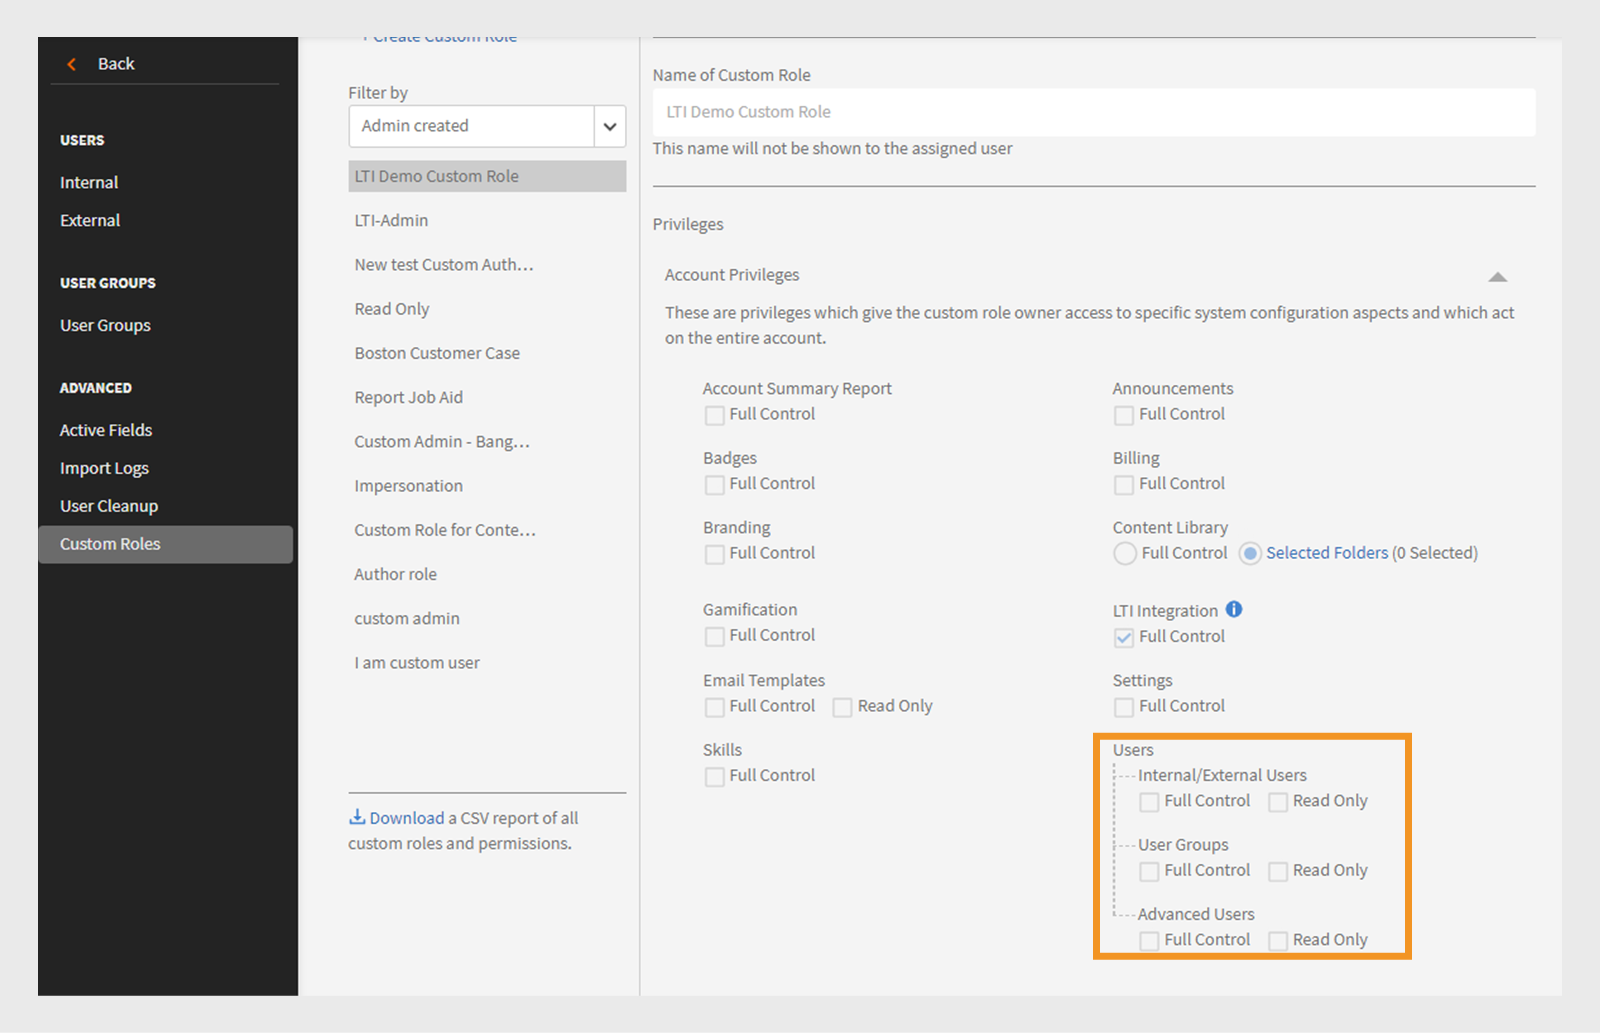 Back
USERS
Internal
External
USER GROUPS
User Groups
ADVANCED
Active Fields
Import Logs
User Cleanup
Custom Roles
+ Create Custom Role
Filter by
Admin created
LTI Demo Custom Role
LTI-Admin
New test Custom Auth...
Read Only
Boston Customer Case
Report Job Aid
Custom Admin - Bang...
Impersonation
Custom Role for Conte...
Author role
custom admin
I am custom user
Download a CSV report of all
custom roles and permissions.
Name of Custom Role
LTI Demo Custom Role
This name will not be shown to the assigned user
Privileges
Account Privileges
These are privileges which give the custom role owner access to specific system configuration aspects and which act
on the entire account.
Account Summary Report
Full Control
Announcements
Full Control
Badges
Full Control
Billing
Full Control
Branding
Full Control
Content Library
Full Control Selected Folders (0 Selected)
Gamification
Full Control
LTI Integration
Full Control
Email Templates
Full Control Read Only
Settings
Full Control
Skills
Full Control
Users
Internal/External Users
Full Control Read Only
User Groups
Full Control Read Only
Advanced Users
Full Control Read Only